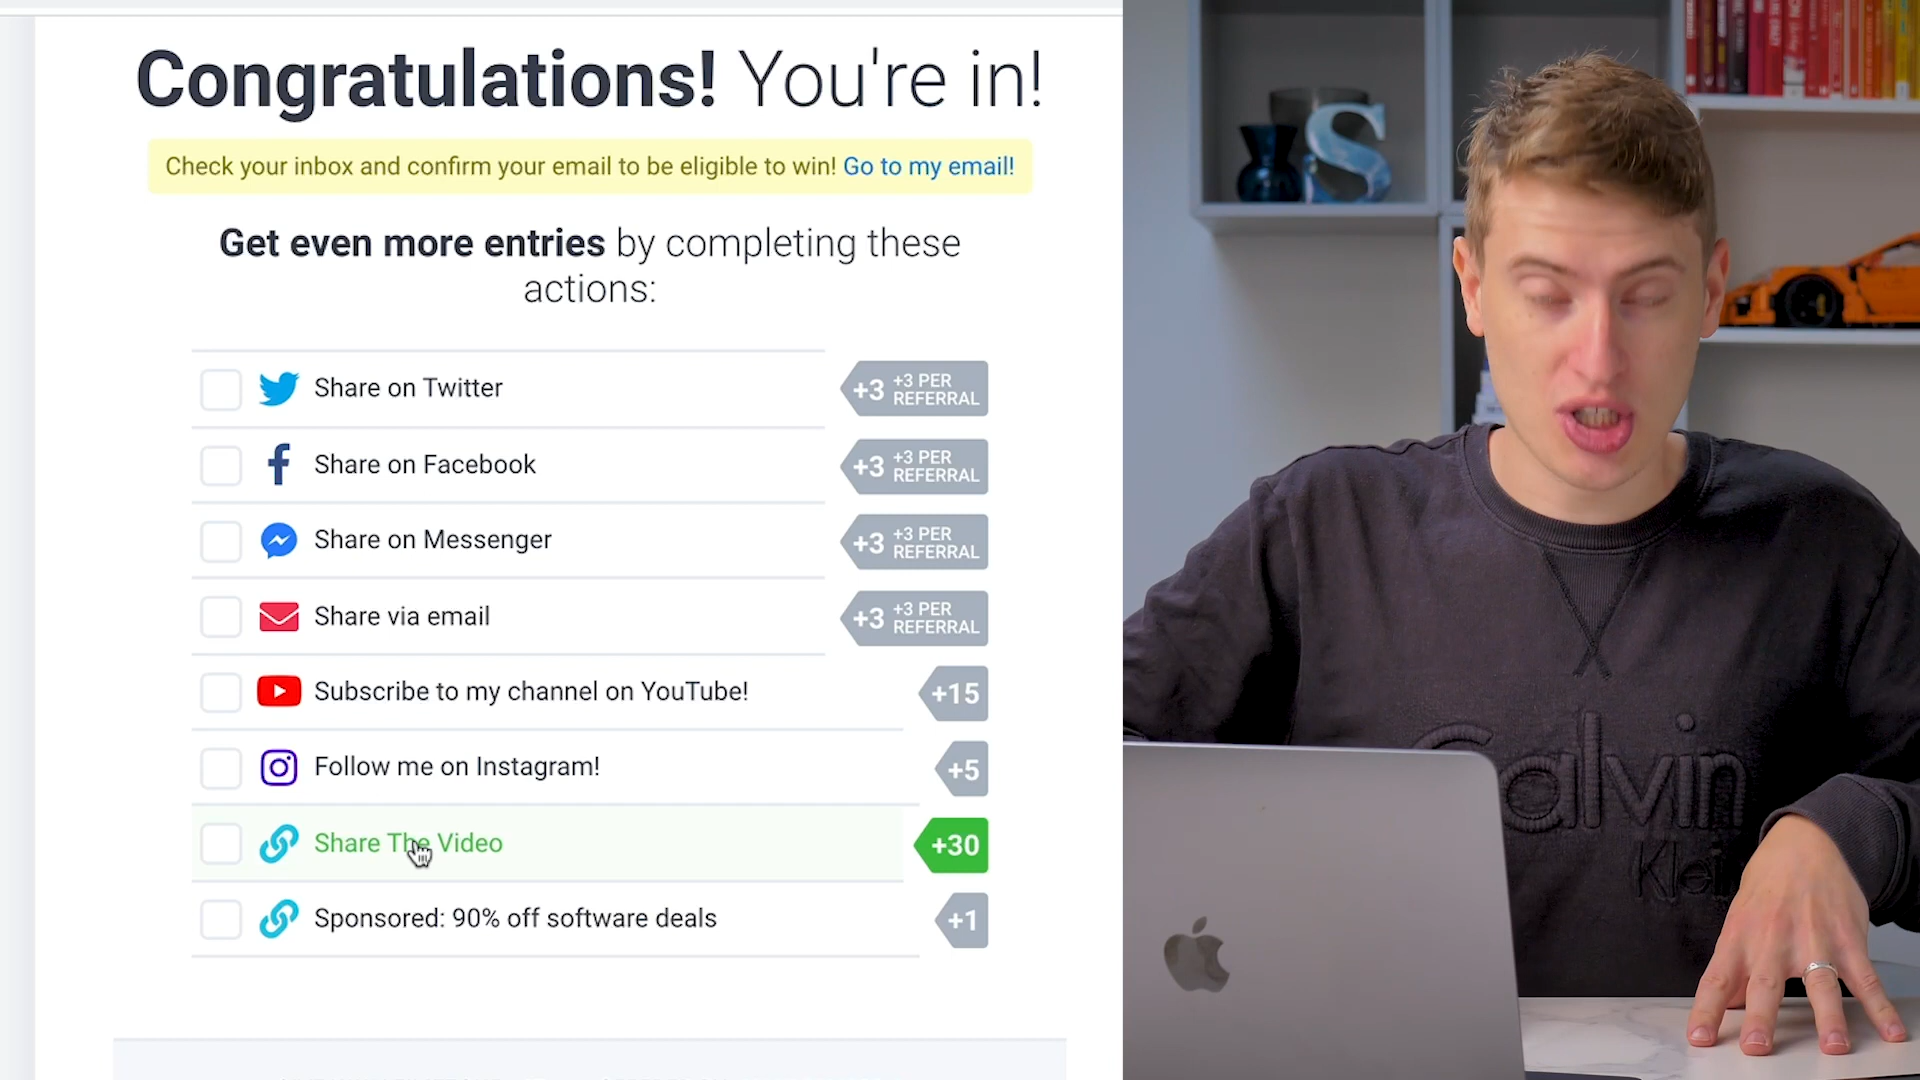 Congratulations! You're in!
Check your inbox and confirm your email to be eligible to win! Go to my email!
Get even more entries by completing these
actions:
Share on Twitter
+3 +3 PER
REFERRAL
Share on Facebook
+3 +3 PER
REFERRAL
Share on Messenger
+3 +3 PER
REFERRAL
Share via email
+3 +3 PER
REFERRAL
Subscribe to my channel on YouTube!
+15
Follow me on Instagram!
+5
Share The Video
+30
Sponsored: 90% off software deals
+1
S
Calvin
Klein